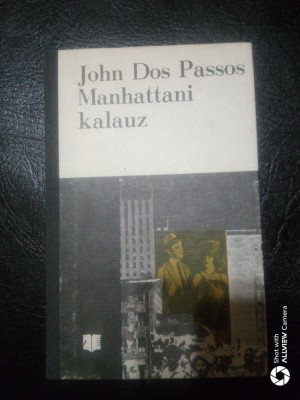 John Dos Passos
Manhattani
kalauz
Shot with
ALLVIEW Camera